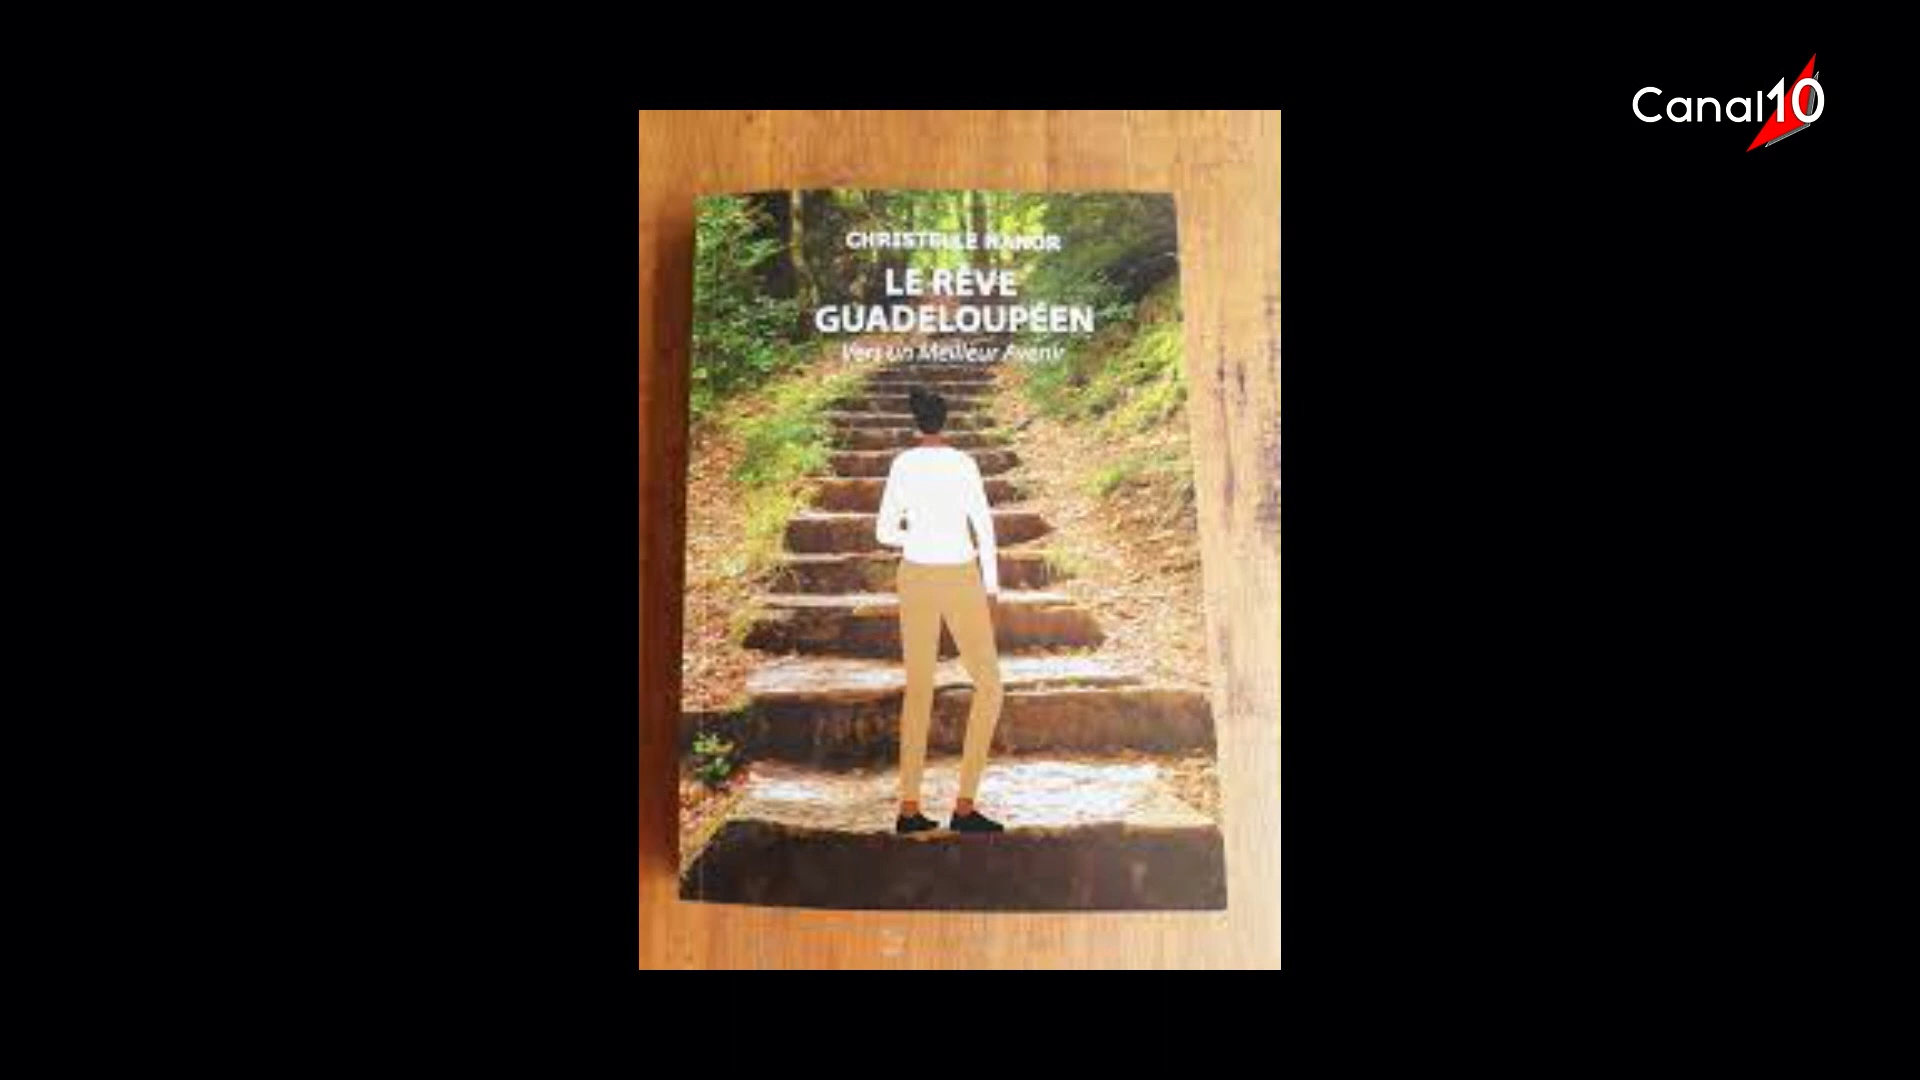 Canal10
CHRISTELLE NANOR
LE RÊVE
GUADELOUPÉEN
Vers un Meilleur Avenir